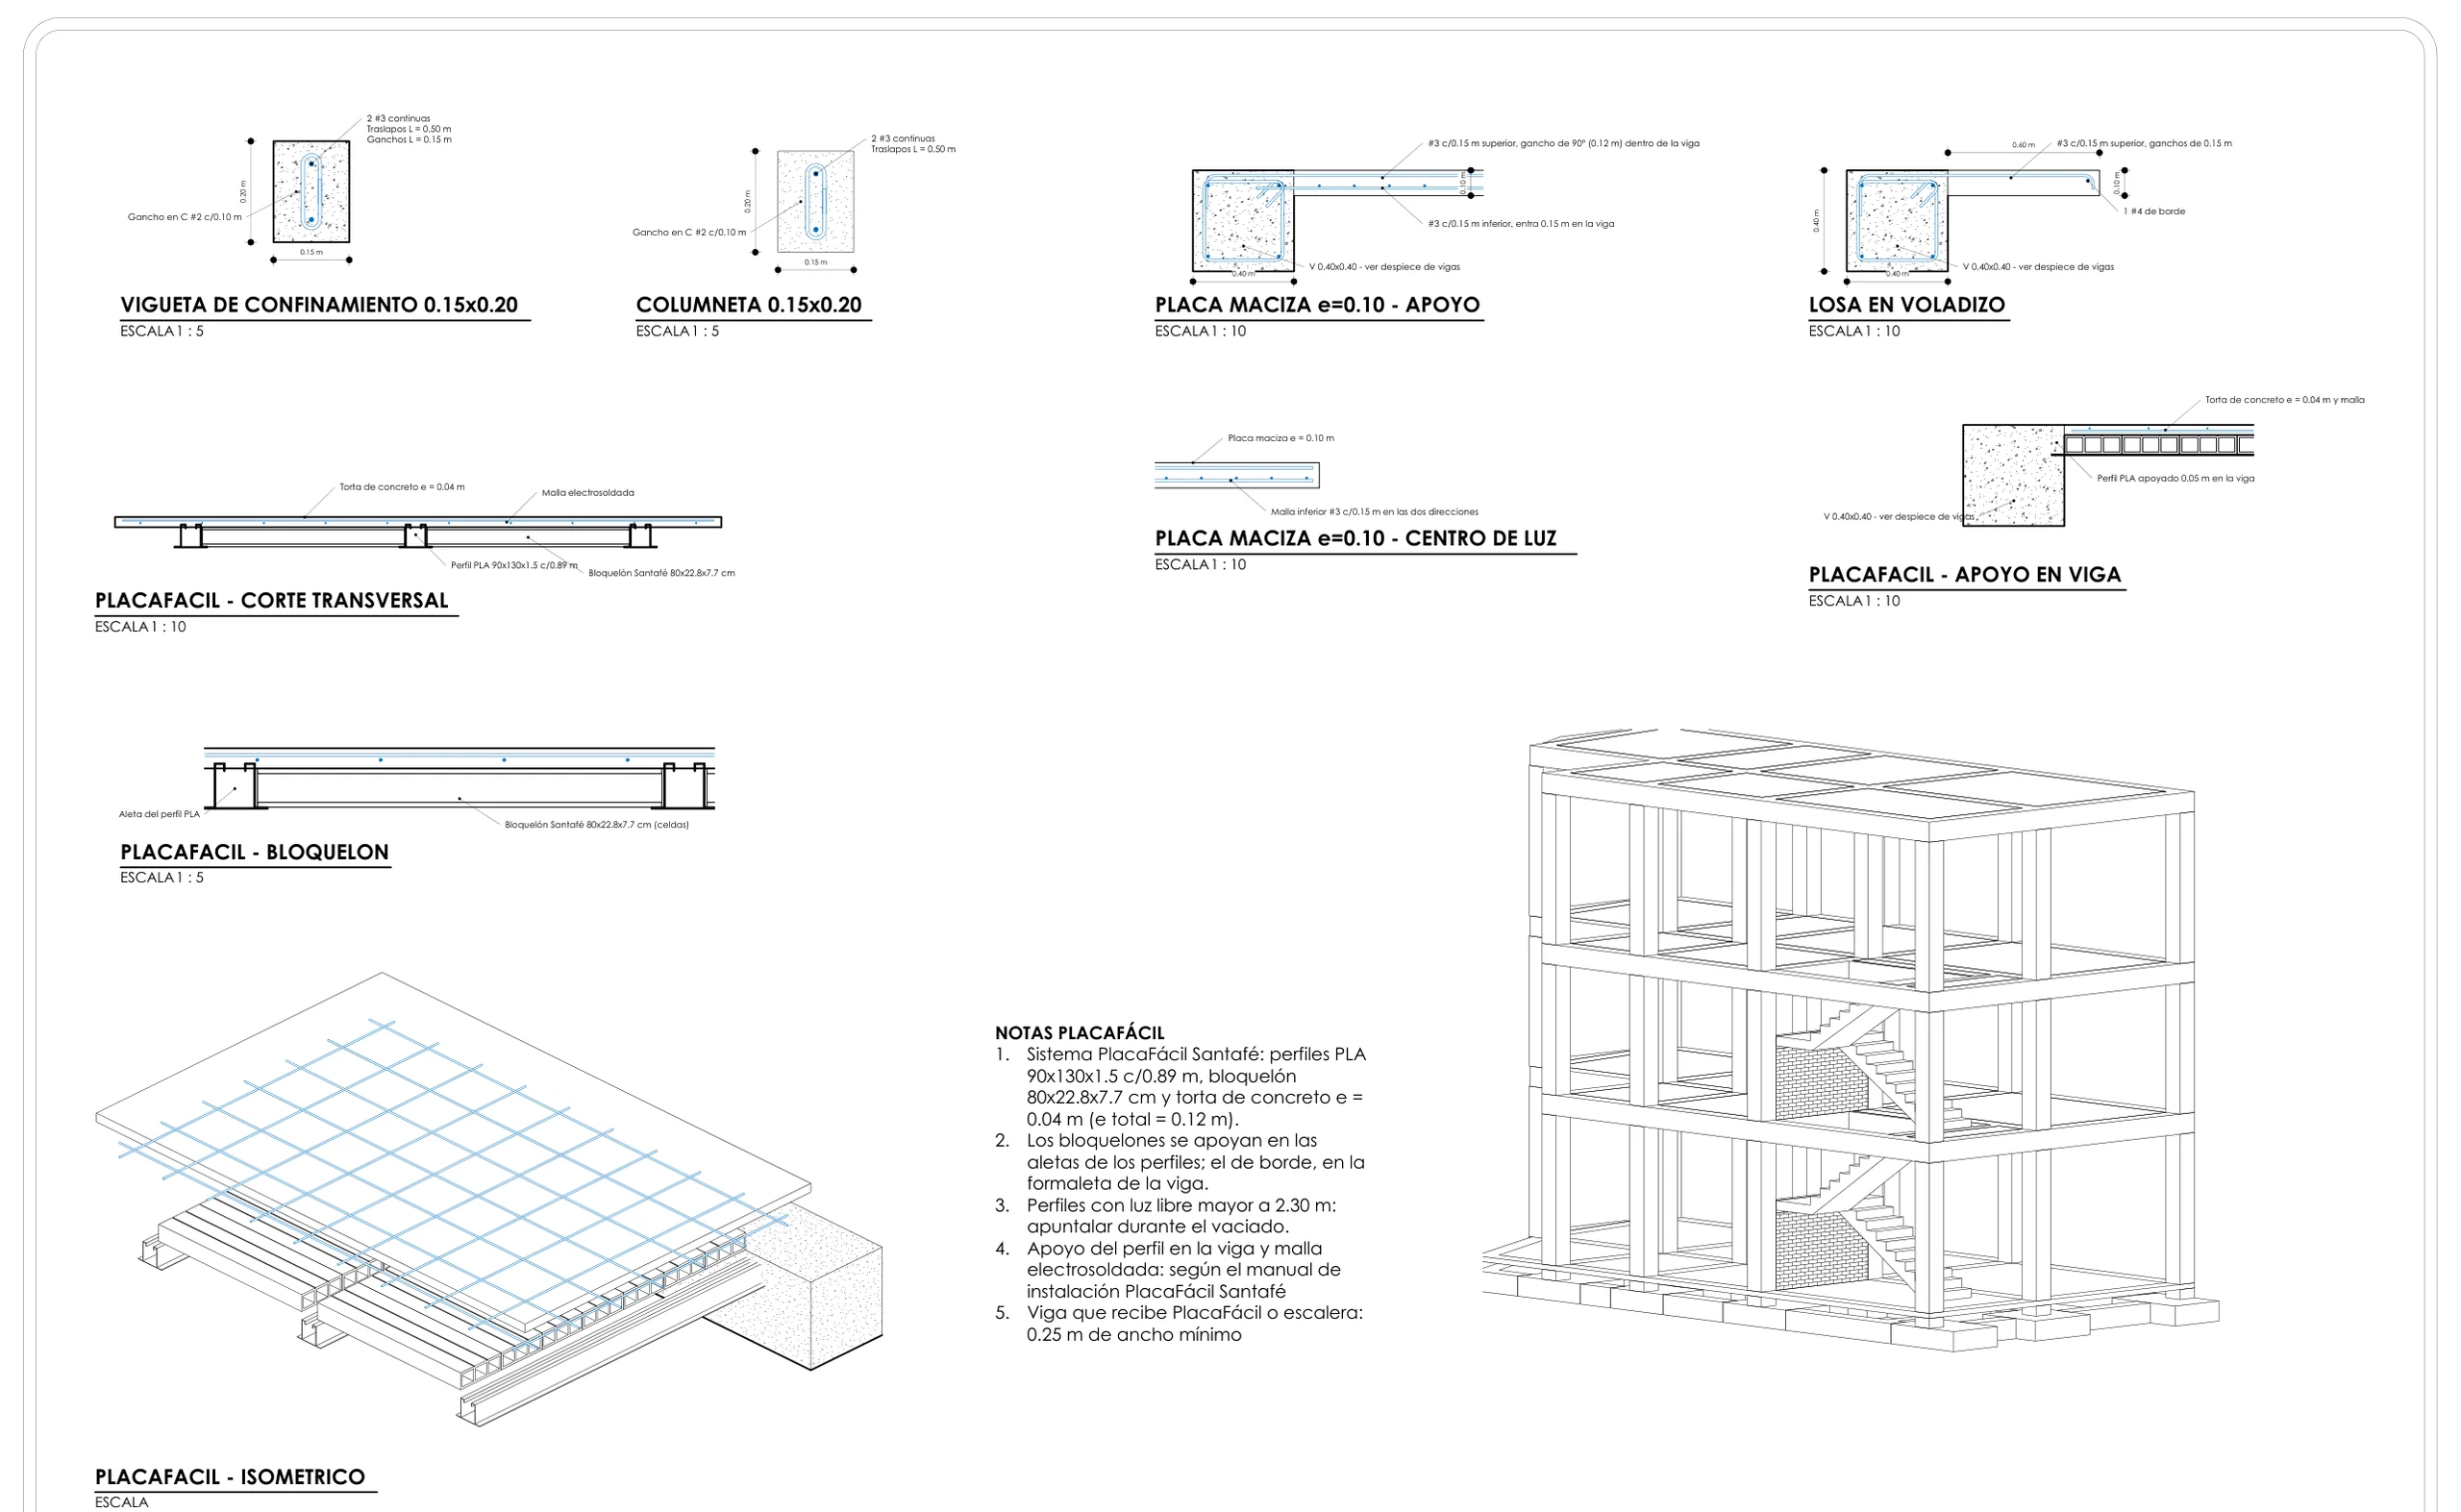 2 #3 continuas
Traslapos L = 0.50 m
Ganchos L = 0.15 m
0.20 m
Gancho en C #2 c/0.10 m
0.15 m
VIGUETA DE CONFINAMIENTO 0.15x0.20
ESCALA 1 : 5
2 #3 continuas
Traslapos L = 0.50 m
0.20 m
Gancho en C #2 c/0.10 m
0.15 m
COLUMNETA 0.15x0.20
ESCALA 1 : 5
#3 c/0.15 m superior, gancho de 90° (0.12 m) dentro de la viga
0.10 m
#3 c/0.15 m inferior, entra 0.15 m en la viga
V 0.40x0.40 - ver despiece de vigas
0.40 m
PLACA MACIZA e=0.10 - APOYO
ESCALA 1 : 10
0.60 m
#3 c/0.15 m superior, ganchos de 0.15 m
0.10 m
1 #4 de borde
0.40 m
V 0.40x0.40 - ver despiece de vigas
0.40 m
LOSA EN VOLADIZO
ESCALA 1 : 10
Torta de concreto e = 0.04 m
Malla electrosoldada
Perfil PLA 90x130x1.5 c/0.89 m
Bloquelón Santafé 80x22.8x7.7 cm
PLACAFACIL - CORTE TRANSVERSAL
ESCALA 1 : 10
Placa maciza e = 0.10 m
Malla inferior #3 c/0.15 m en las dos direcciones
PLACA MACIZA e=0.10 - CENTRO DE LUZ
ESCALA 1 : 10
Torta de concreto e = 0.04 m y malla
Perfil PLA apoyado 0.05 m en la viga
V 0.40x0.40 - ver despiece de vigas
PLACAFACIL - APOYO EN VIGA
ESCALA 1 : 10
Aleta del perfil PLA
Bloquelón Santafé 80x22.8x7.7 cm (celdas)
PLACAFACIL - BLOQUELON
ESCALA 1 : 5
NOTAS PLACAFÁCIL
1. Sistema PlacaFácil Santafé: perfiles PLA
90x130x1.5 c/0.89 m, bloquelón
80x22.8x7.7 cm y torta de concreto e =
0.04 m (e total = 0.12 m).
2. Los bloquelones se apoyan en las
aletas de los perfiles; el de borde, en la
formaleta de la viga.
3. Perfiles con luz libre mayor a 2.30 m:
apuntalar durante el vaciado.
4. Apoyo del perfil en la viga y malla
electrosoldada: según el manual de
instalación PlacaFácil Santafé
5. Viga que recibe PlacaFácil o escalera:
0.25 m de ancho mínimo
PLACAFACIL - ISOMETRICO
ESCALA